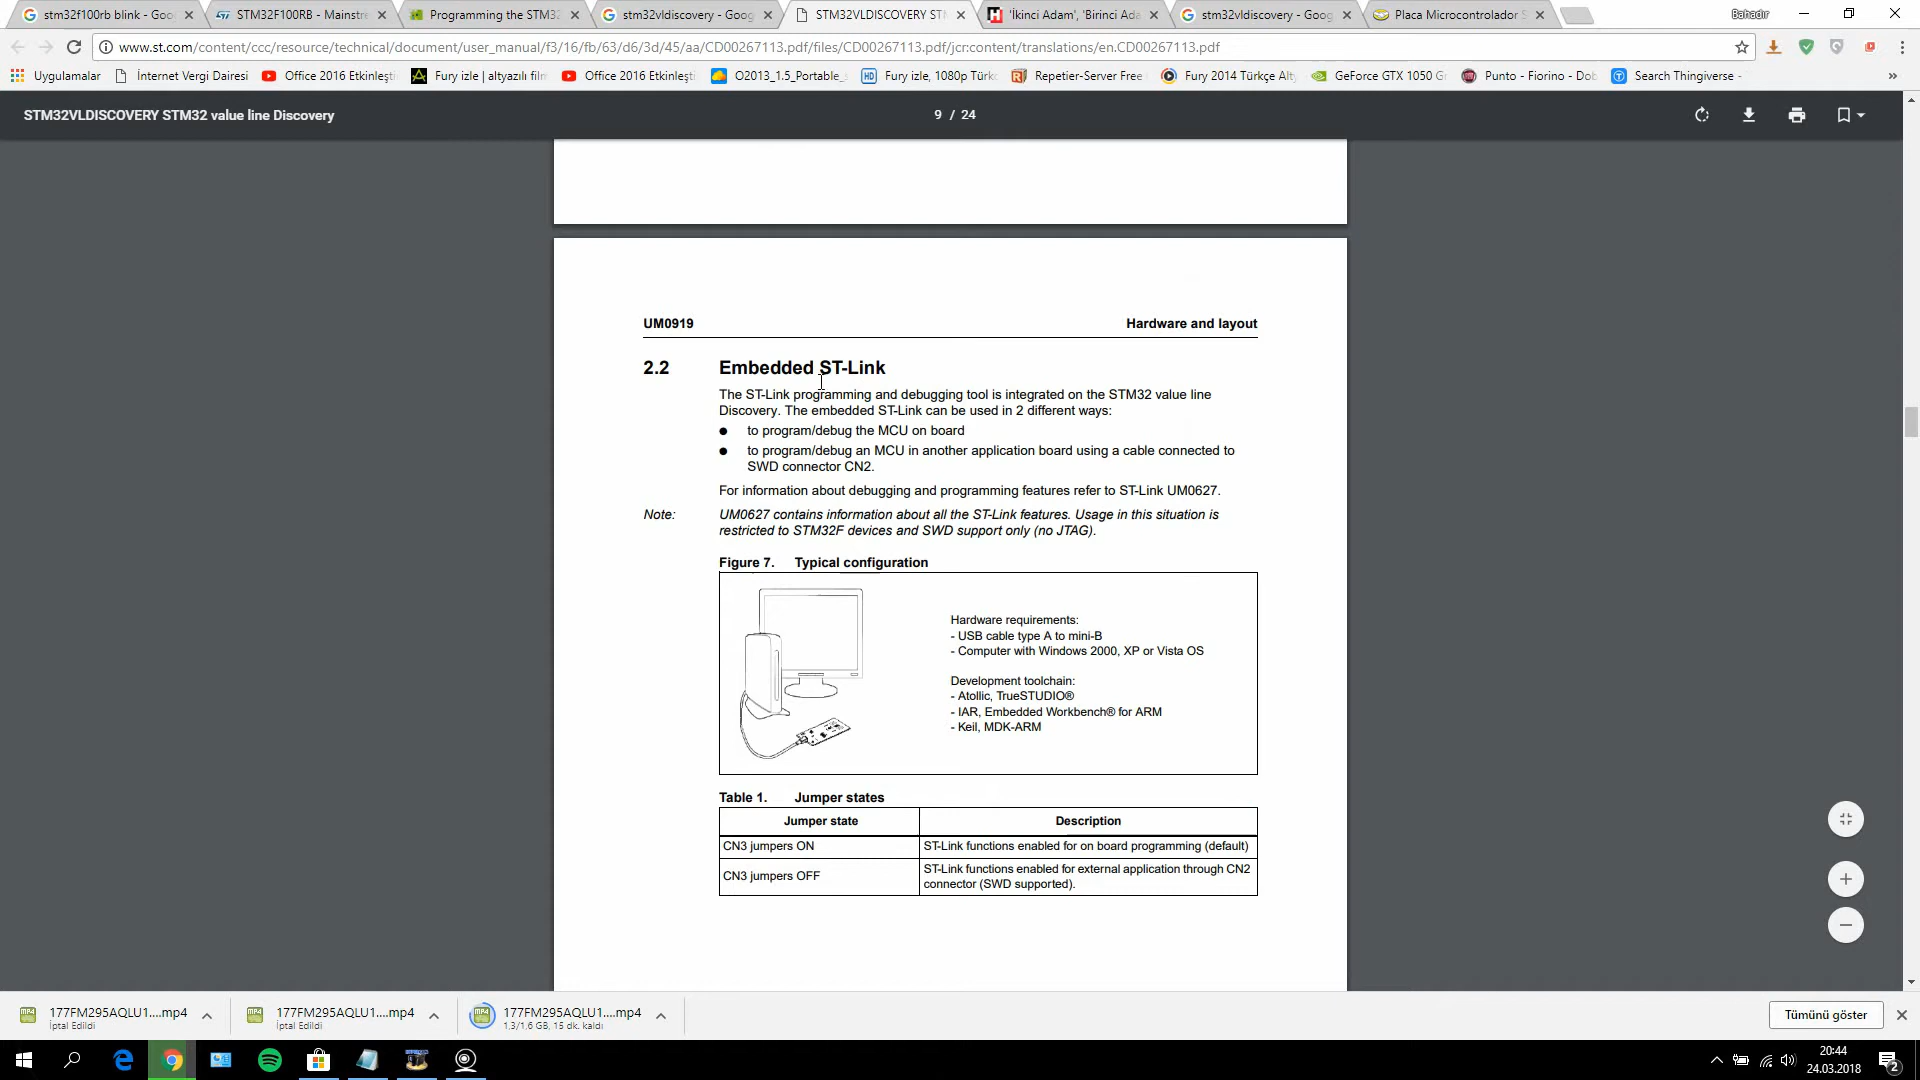 stm32f100rb blink - Goo
STM32F100RB - Mainstre
Programming the STM32
stm32vldiscovery - Goog
STM32VLDISCOVERY ST
'İkinci Adam', 'Birinci Ada
stm32vldiscovery - Goog
Placa Microcontrolador S
Bahadır
www.st.com/content/ccc/resource/technical/document/user_manual/f3/16/fb/63/d6/3d/45/aa/CD00267113.pdf/files/CD00267113.pdf/jcr:content/translations/en.CD00267113.pdf
Uygulamalar
İnternet Vergi Dairesi
Office 2016 Etkinleşti
Fury izle | altyazılı film
Office 2016 Etkinleşti
O2013_1.5_Portable_
Fury izle, 1080p Türkç
Repetier-Server Free
Fury 2014 Türkçe Alty
GeForce GTX 1050 G
Punto - Fiorino - Dob
Search Thingiverse -
STM32VLDISCOVERY STM32 value line Discovery
9 / 24
UM0919 Hardware and layout
2.2 Embedded ST-Link
The ST-Link programming and debugging tool is integrated on the STM32 value line
Discovery. The embedded ST-Link can be used in 2 different ways:
● to program/debug the MCU on board
● to program/debug an MCU in another application board using a cable connected to
SWD connector CN2.
For information about debugging and programming features refer to ST-Link UM0627.
Note: UM0627 contains information about all the ST-Link features. Usage in this situation is
restricted to STM32F devices and SWD support only (no JTAG).
Figure 7. Typical configuration
Hardware requirements:
- USB cable type A to mini-B
- Computer with Windows 2000, XP or Vista OS
Development toolchain:
- Atollic, TrueSTUDIO®
- IAR, Embedded Workbench® for ARM
- Keil, MDK-ARM
Table 1. Jumper states
Jumper state Description
CN3 jumpers ON ST-Link functions enabled for on board programming (default)
CN3 jumpers OFF ST-Link functions enabled for external application through CN2
connector (SWD supported).
177FM295AQLU1....mp4
İptal Edildi
177FM295AQLU1....mp4
İptal Edildi
177FM295AQLU1....mp4
1,3/1,6 GB, 15 dk. kaldı
Tümünü göster
20:44
24.03.2018
2